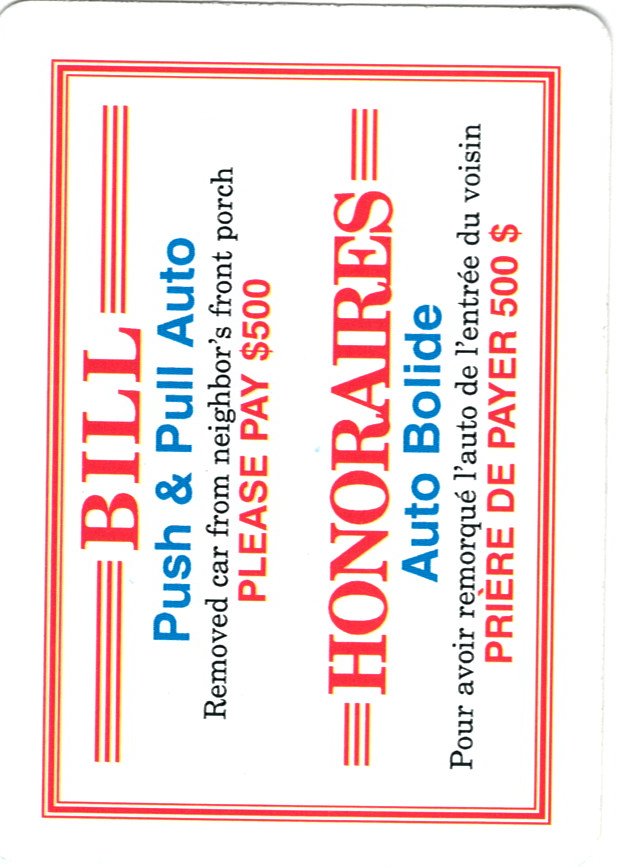 BILL
Push & Pull Auto
Removed car from neighbor's front porch
PLEASE PAY $500
HONORAIRES
Auto Bolide
Pour avoir remorqué l'auto de l'entrée du voisin
PRIÈRE DE PAYER 500 $